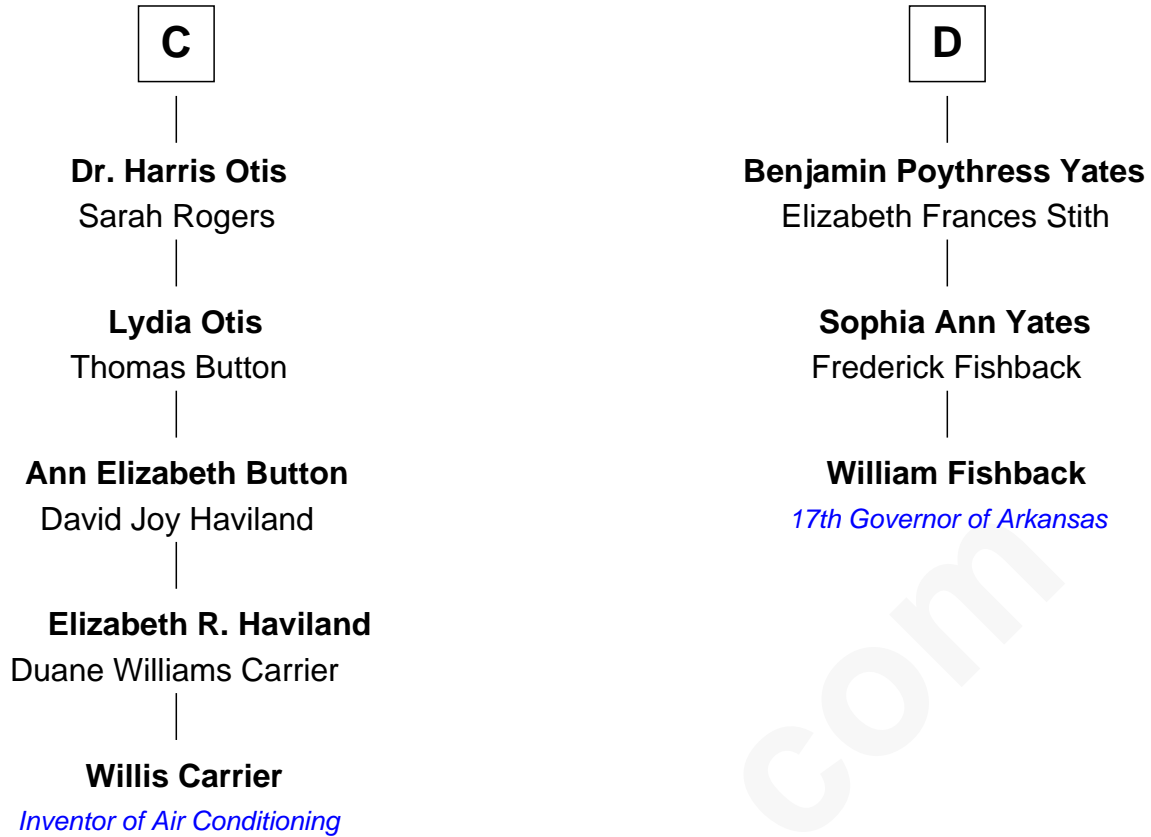 C
Dr. Harris Otis
Sarah Rogers
Lydia Otis
Thomas Button
Ann Elizabeth Button
David Joy Haviland
Elizabeth R. Haviland
Duane Williams Carrier
Willis Carrier
Inventor of Air Conditioning
D
Benjamin Poythress Yates
Elizabeth Frances Stith
Sophia Ann Yates
Frederick Fishback
William Fishback
17th Governor of Arkansas
com